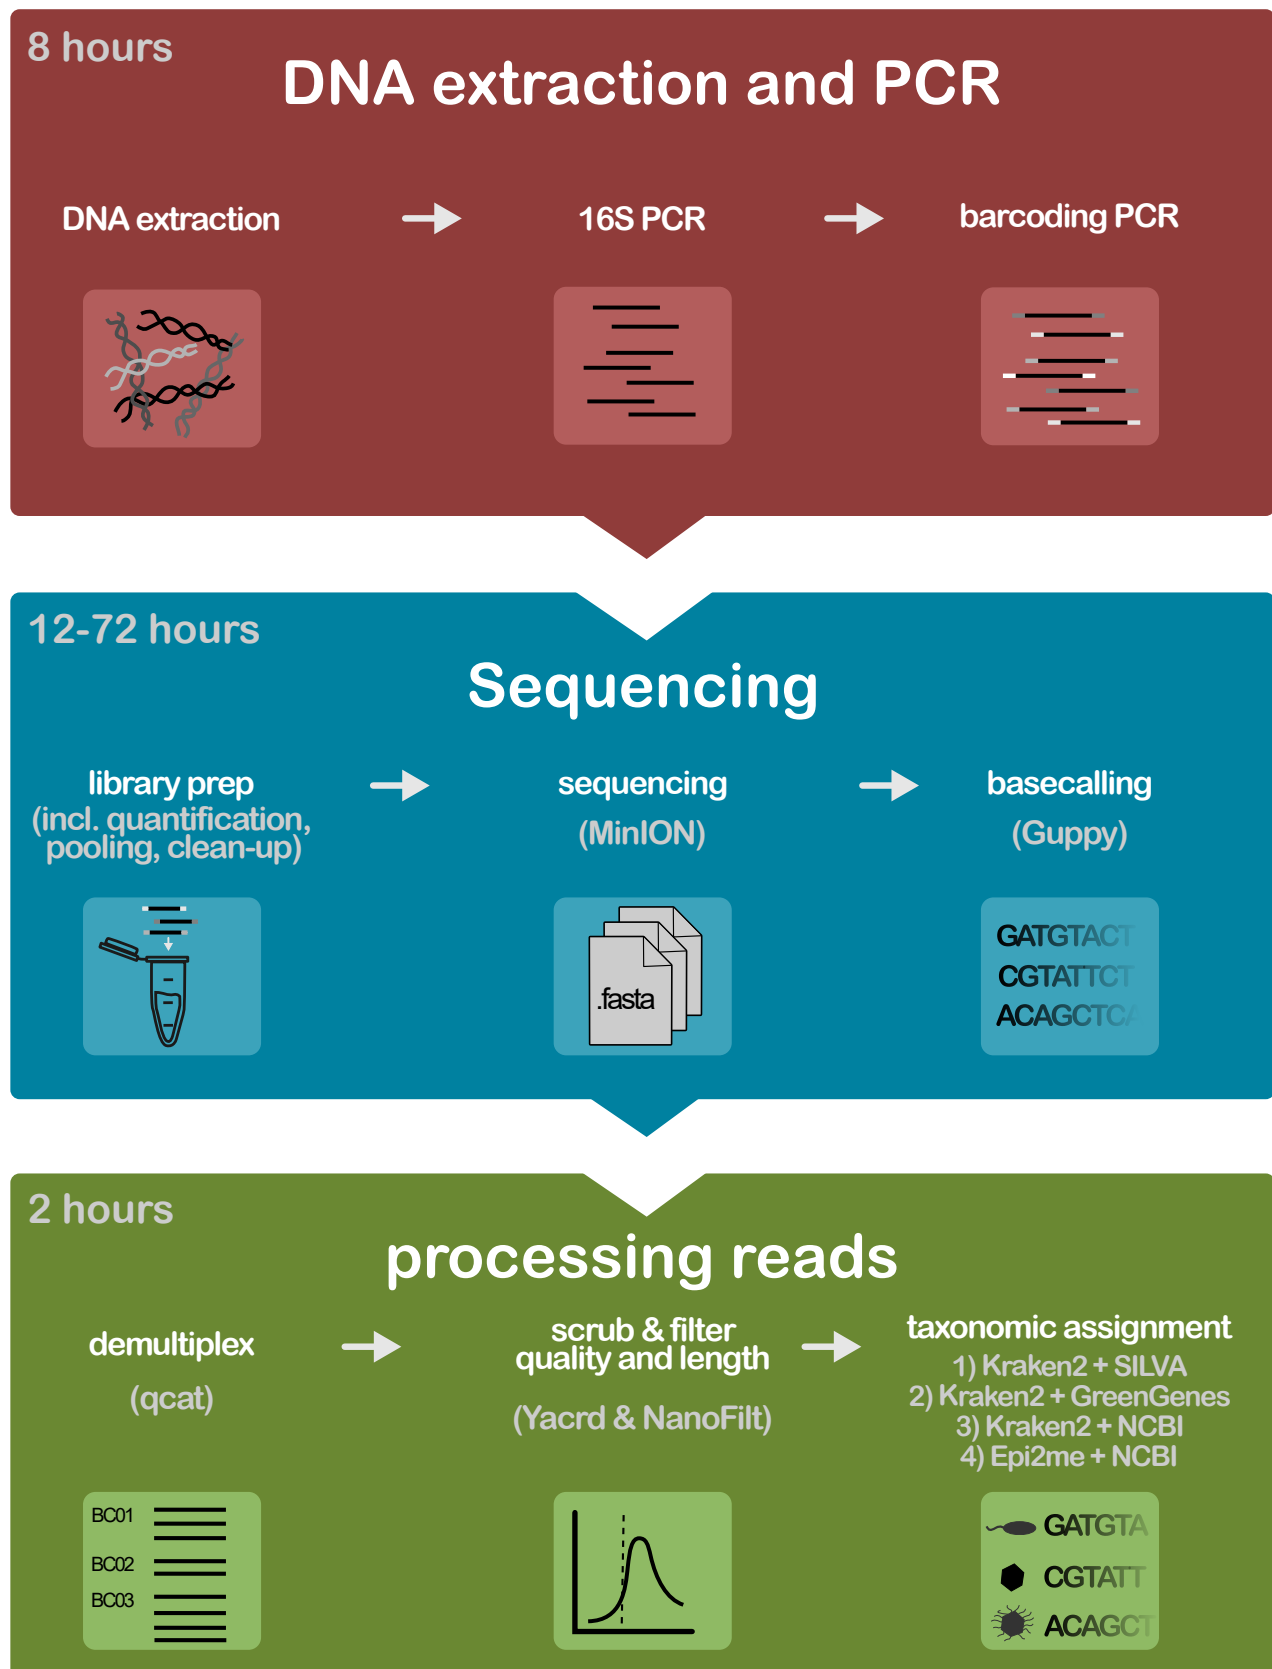 8 hours
DNA extraction and PCR
DNA extraction
16S PCR
barcoding PCR
12-72 hours
Sequencing
library prep
(incl. quantification,
pooling, clean-up)
sequencing
(MinION)
basecalling
(Guppy)
.fasta
GATGTACT
CGTATTCT
ACAGCTCA
2 hours
processing reads
demultiplex
(qcat)
scrub & filter
quality and length
(Yacrd & NanoFilt)
taxonomic assignment
1) Kraken2 + SILVA
2) Kraken2 + GreenGenes
3) Kraken2 + NCBI
4) Epi2me + NCBI
BC01
BC02
BC03
GATGTA
CGTATT
ACAGCT